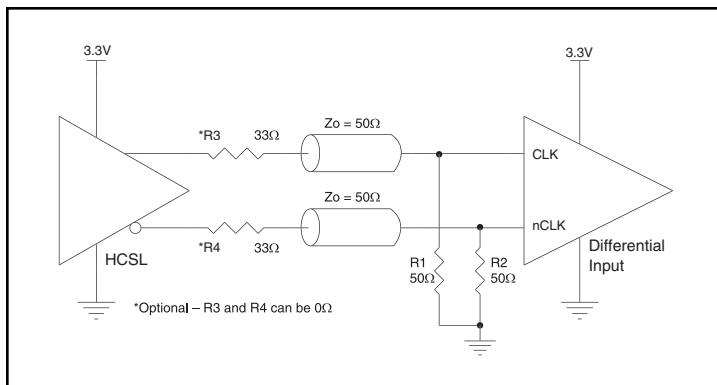 3.3V
3.3V
*R3 33Ω
Zo = 50Ω
CLK
Zo = 50Ω
nCLK
*R4 33Ω
HCSL
Differential
Input
R1
50Ω
R2
50Ω
*Optional – R3 and R4 can be 0Ω